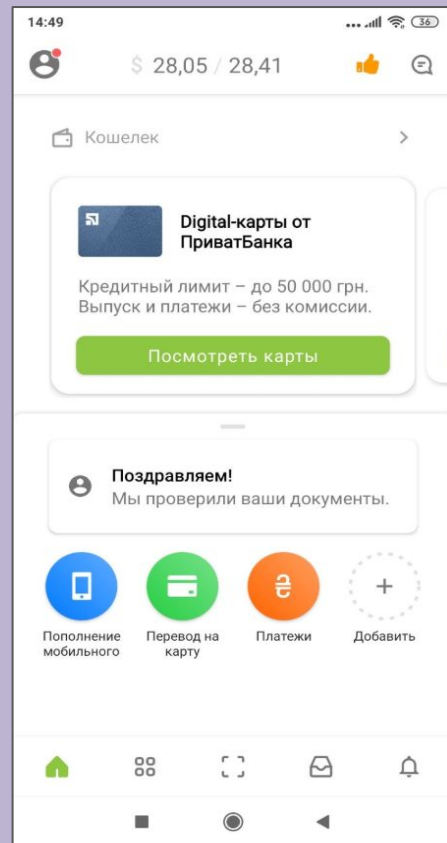 14:49
36
$ 28,05 / 28,41
Кошелек
Digital-карты от
ПриватБанка
Кредитный лимит – до 50 000 грн.
Выпуск и платежи – без комиссии.
Посмотреть карты
Поздравляем!
Мы проверили ваши документы.
Пополнение
мобильного
Перевод на
карту
Платежи
Добавить